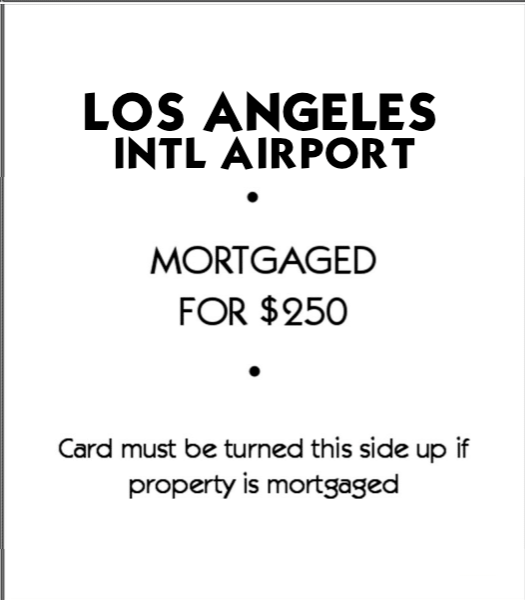 LOS ANGELES
INTL AIRPORT
•
MORTGAGED
FOR $250
•
Card must be turned this side up if
property is mortgaged